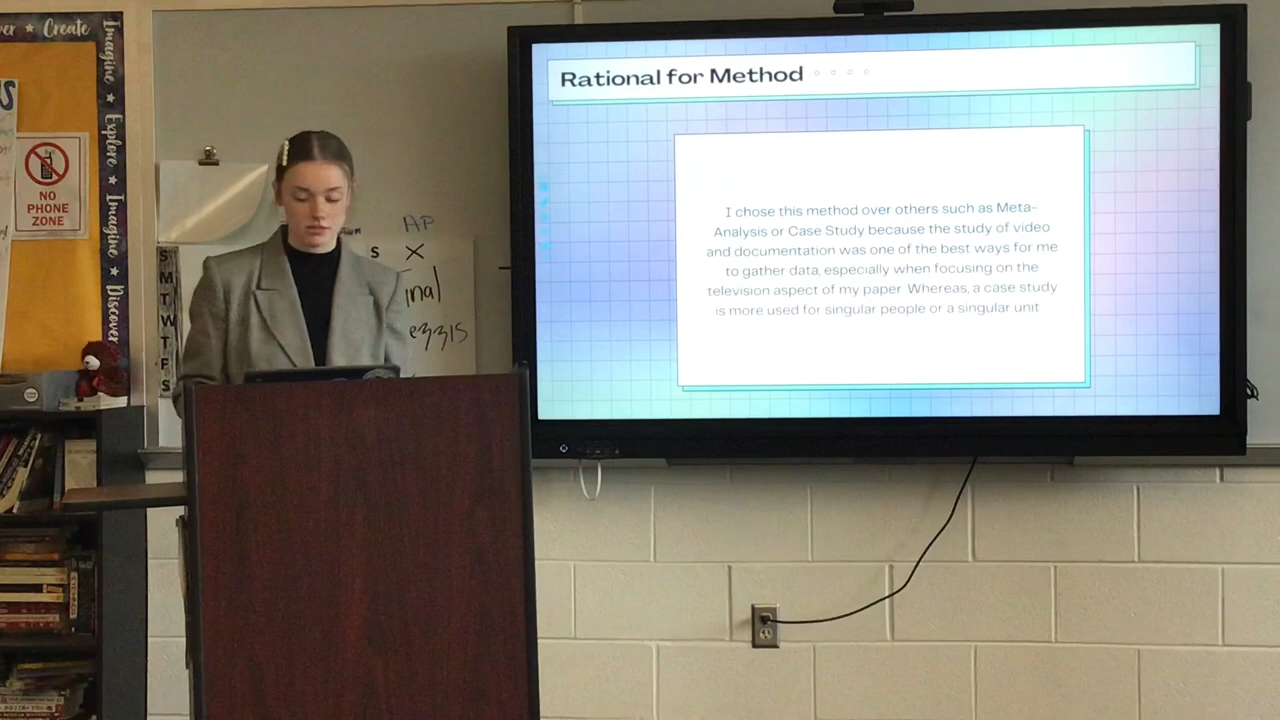 Create
Imagine
Explore
Imagine
Discover
NO
PHONE
ZONE
S
M
T
W
T
F
S
AP
S X
Rational for Method
I chose this method over others such as Meta-
Analysis or Case Study because the study of video
and documentation was one of the best ways for me
to gather data, especially when focusing on the
television aspect of my paper. Whereas, a case study
is more used for singular people or a singular unit